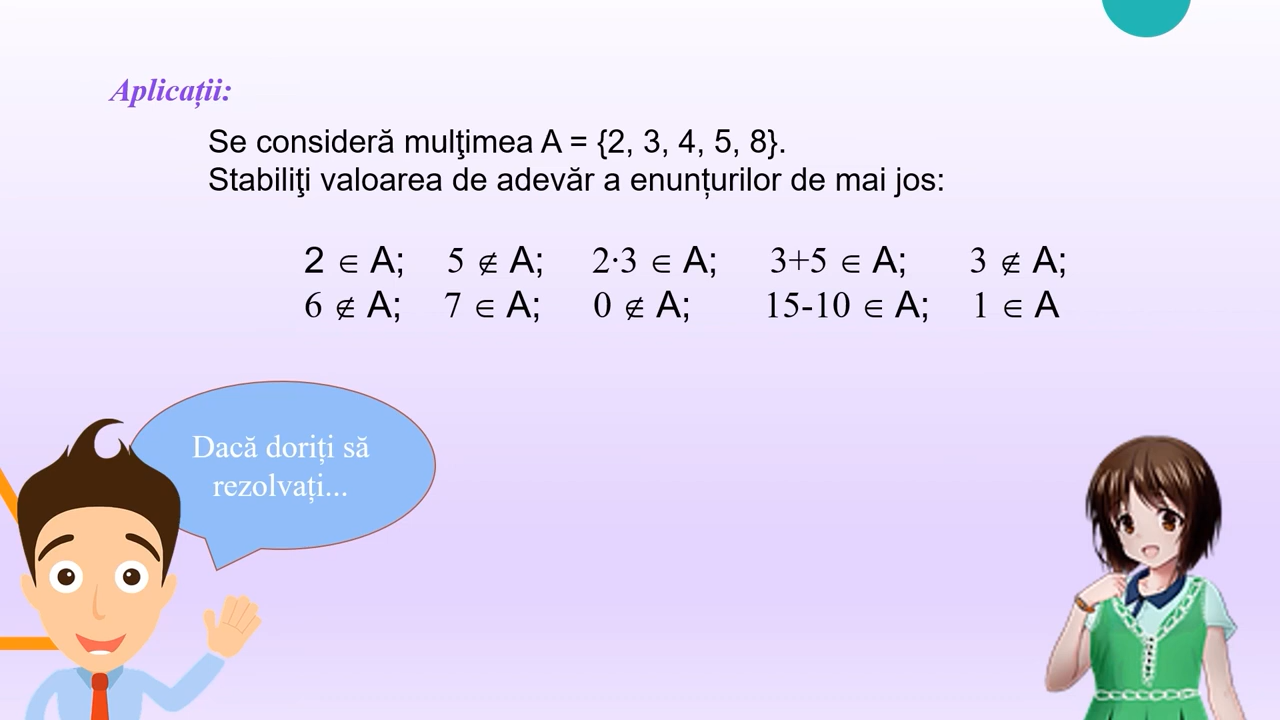 Aplicații:
Se consideră mulţimea A = {2, 3, 4, 5, 8}.
Stabiliţi valoarea de adevăr a enunțurilor de mai jos:
2 ∈ A; 5 ∉ A; 2·3 ∈ A; 3+5 ∈ A; 3 ∉ A;
6 ∉ A; 7 ∈ A; 0 ∉ A; 15-10 ∈ A; 1 ∈ A
Dacă doriți să
rezolvați...